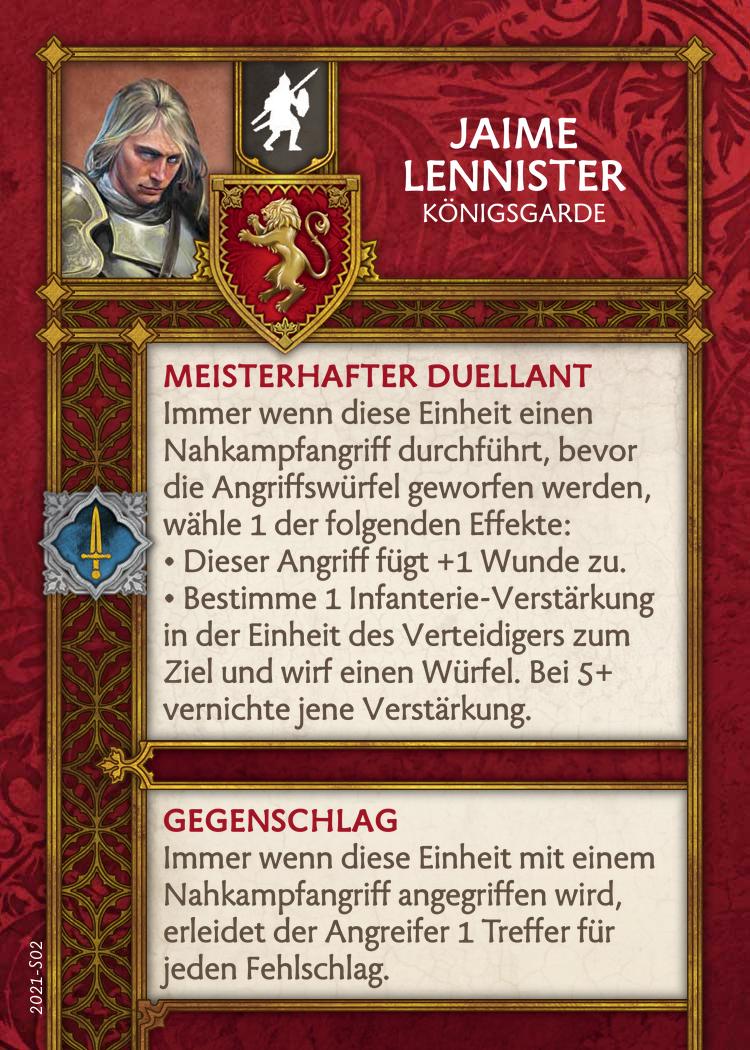 JAIME
LENNISTER
KÖNIGSGARDE
MEISTERHAFTER DUELLANT
Immer wenn diese Einheit einen
Nahkampfangriff durchführt, bevor
die Angriffswürfel geworfen werden,
wähle 1 der folgenden Effekte:
• Dieser Angriff fügt +1 Wunde zu.
• Bestimme 1 Infanterie-Verstärkung
in der Einheit des Verteidigers zum
Ziel und wirf einen Würfel. Bei 5+
vernichte jene Verstärkung.
GEGENSCHLAG
Immer wenn diese Einheit mit einem
Nahkampfangriff angegriffen wird,
erleidet der Angreifer 1 Treffer für
jeden Fehlschlag.
2021-S02